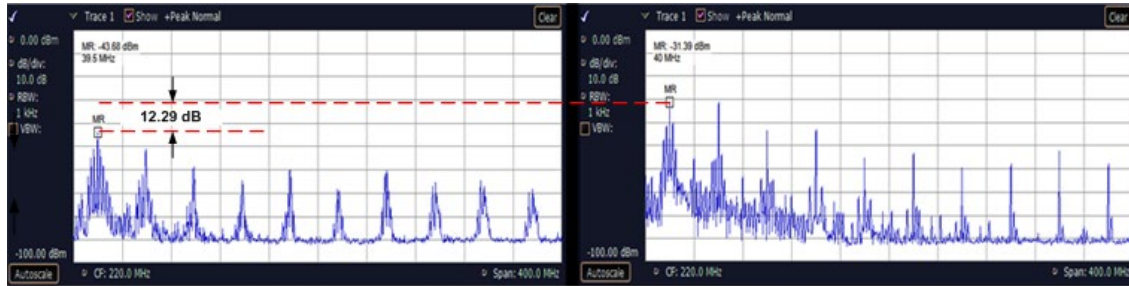 Trace 1 Show +Peak Normal Clear
0.00 dBm
dB/div:
10.0 dB
RBW:
1 kHz
VBW:
MR: -43.68 dBm
39.5 MHz
12.29 dB
MR
-100.00 dBm
Autoscale CF: 220.0 MHz Span: 400.0 MHz
Trace 1 Show +Peak Normal Clear
0.00 dBm
dB/div:
10.0 dB
RBW:
1 kHz
VBW:
MR: -31.39 dBm
40 MHz
MR
-100.00 dBm
Autoscale CF: 220.0 MHz Span: 400.0 MHz